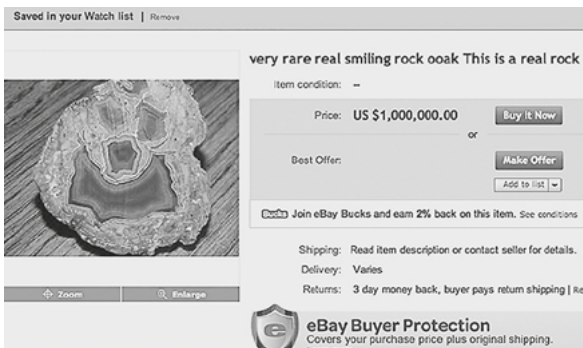 Saved in your Watch list | Remove
very rare real smiling rock ooak This is a real rock
Item condition: --
Price: US $1,000,000.00 Buy It Now
or
Best Offer: Make Offer
Add to list
Bucks Join eBay Bucks and earn 2% back on this item. See conditions
Shipping: Read item description or contact seller for details.
Delivery: Varies
Returns: 3 day money back, buyer pays return shipping | Re
Zoom Enlarge
e eBay Buyer Protection
Covers your purchase price plus original shipping.